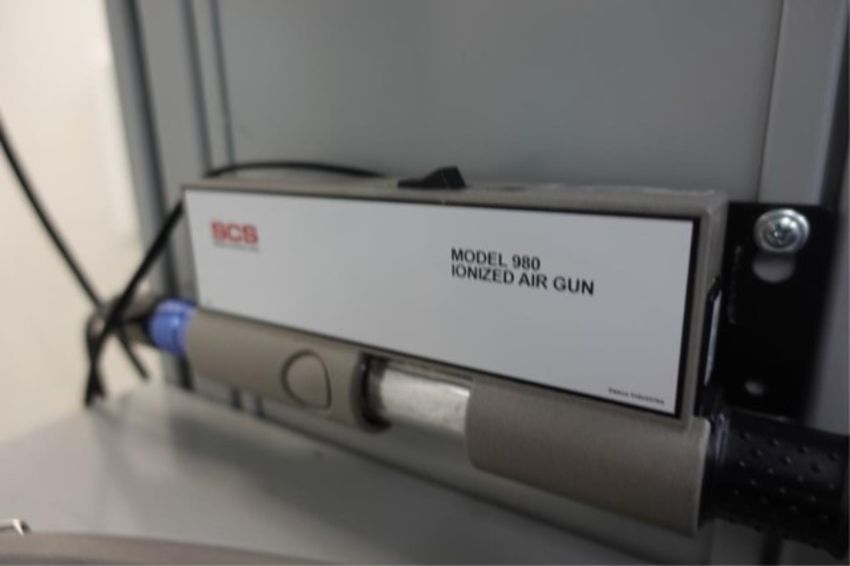 SCS
MODEL 980
IONIZED AIR GUN